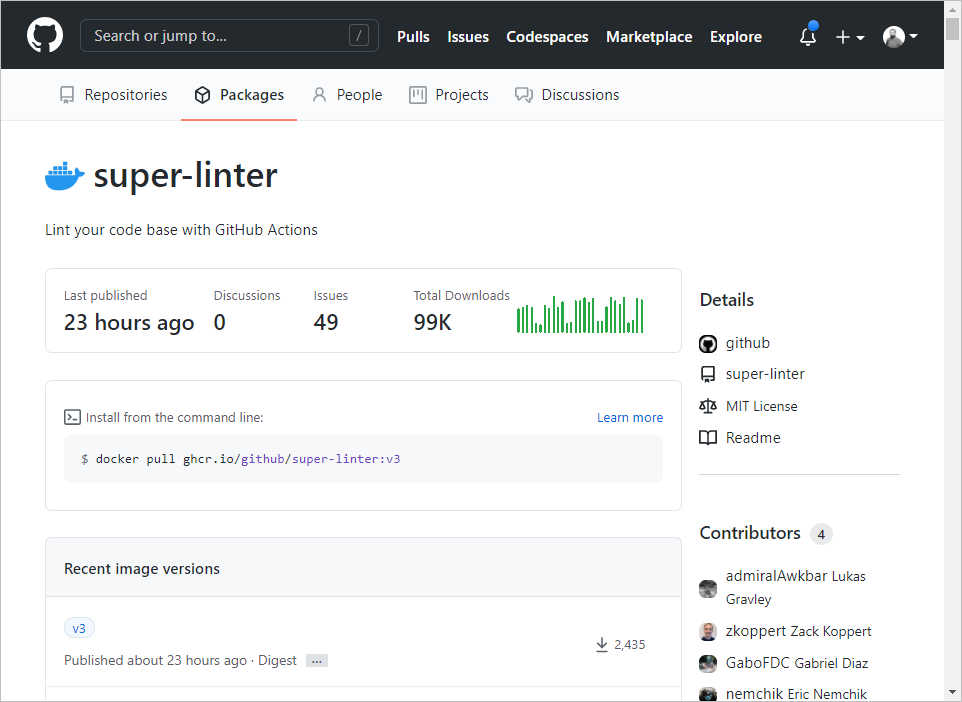 Search or jump to... / Pulls Issues Codespaces Marketplace Explore
Repositories Packages People Projects Discussions
super-linter
Lint your code base with GitHub Actions
Last published Discussions Issues Total Downloads
23 hours ago 0 49 99K
Install from the command line: Learn more
$ docker pull ghcr.io/github/super-linter:v3
Recent image versions
v3
2,435
Published about 23 hours ago · Digest ...
Details
github
super-linter
MIT License
Readme
Contributors 4
admiralAwkbar Lukas
Gravley
zkoppert Zack Koppert
GaboFDC Gabriel Diaz
nemchik Eric Nemchik